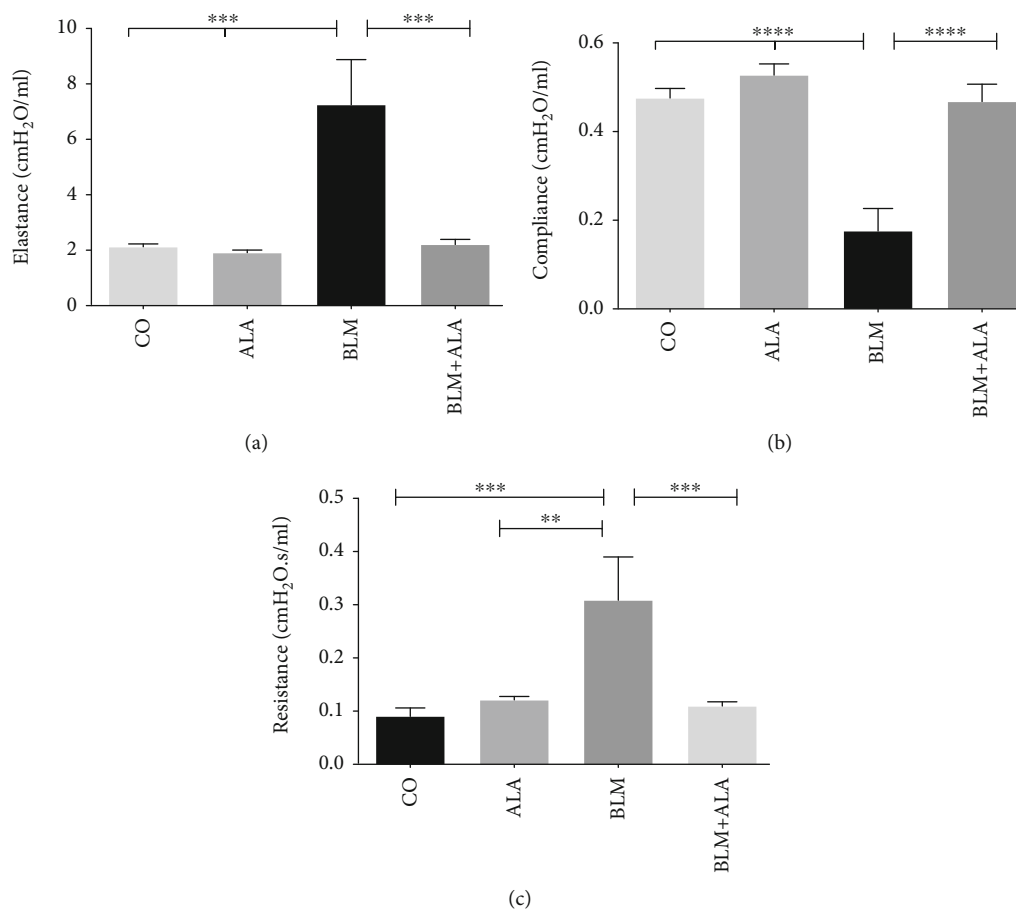 *** ***
10
8
6
4
2
0
Elastance (cmH₂O/ml)
CO
ALA
BLM
BLM+ALA
(a)
**** ****
0.6
0.4
0.2
0.0
Compliance (cmH₂O/ml)
CO
ALA
BLM
BLM+ALA
(b)
*** ***
**
0.5
0.4
0.3
0.2
0.1
0.0
Resistance (cmH₂O.s/ml)
CO
ALA
BLM
BLM+ALA
(c)